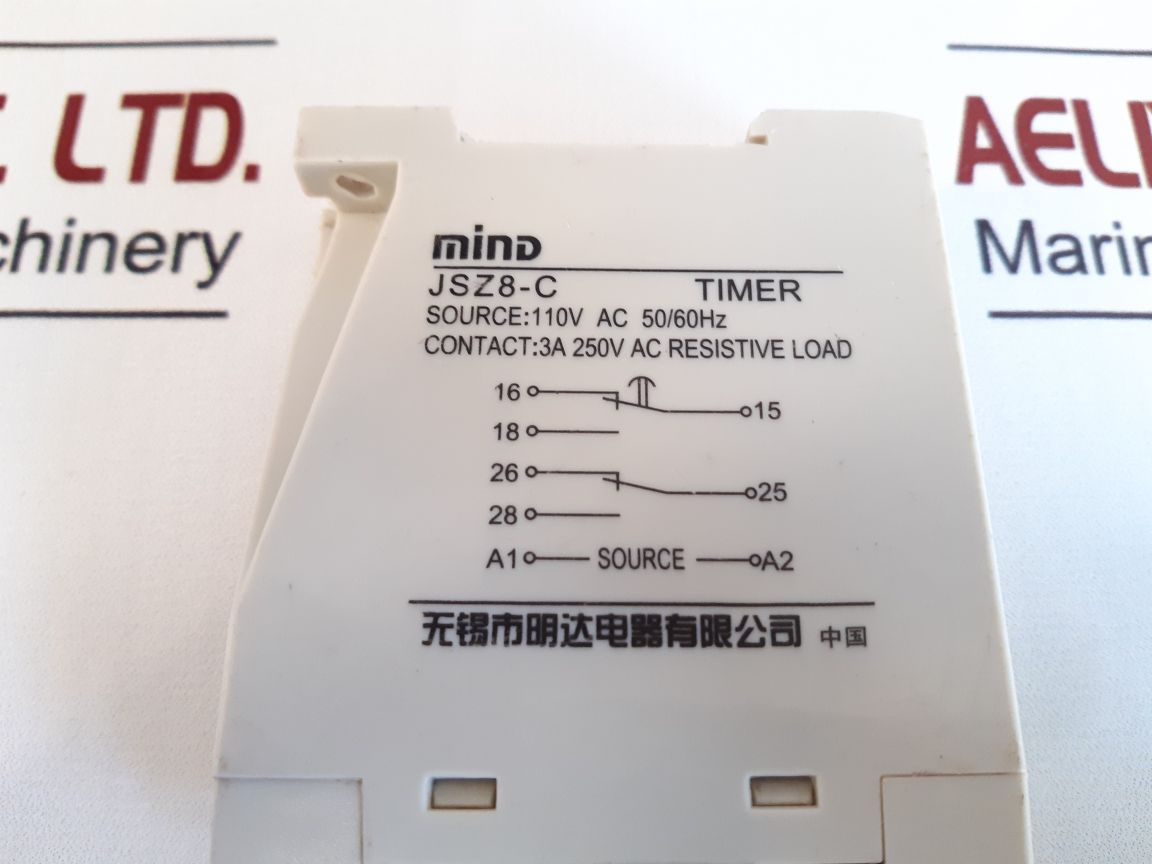 LTD.
AELI
chinery
Marin
mind
JSZ8-C TIMER
SOURCE:110V AC 50/60Hz
CONTACT:3A 250V AC RESISTIVE LOAD
16 15
18
26 25
28
A1 SOURCE A2
无锡市明达电器有限公司 中国